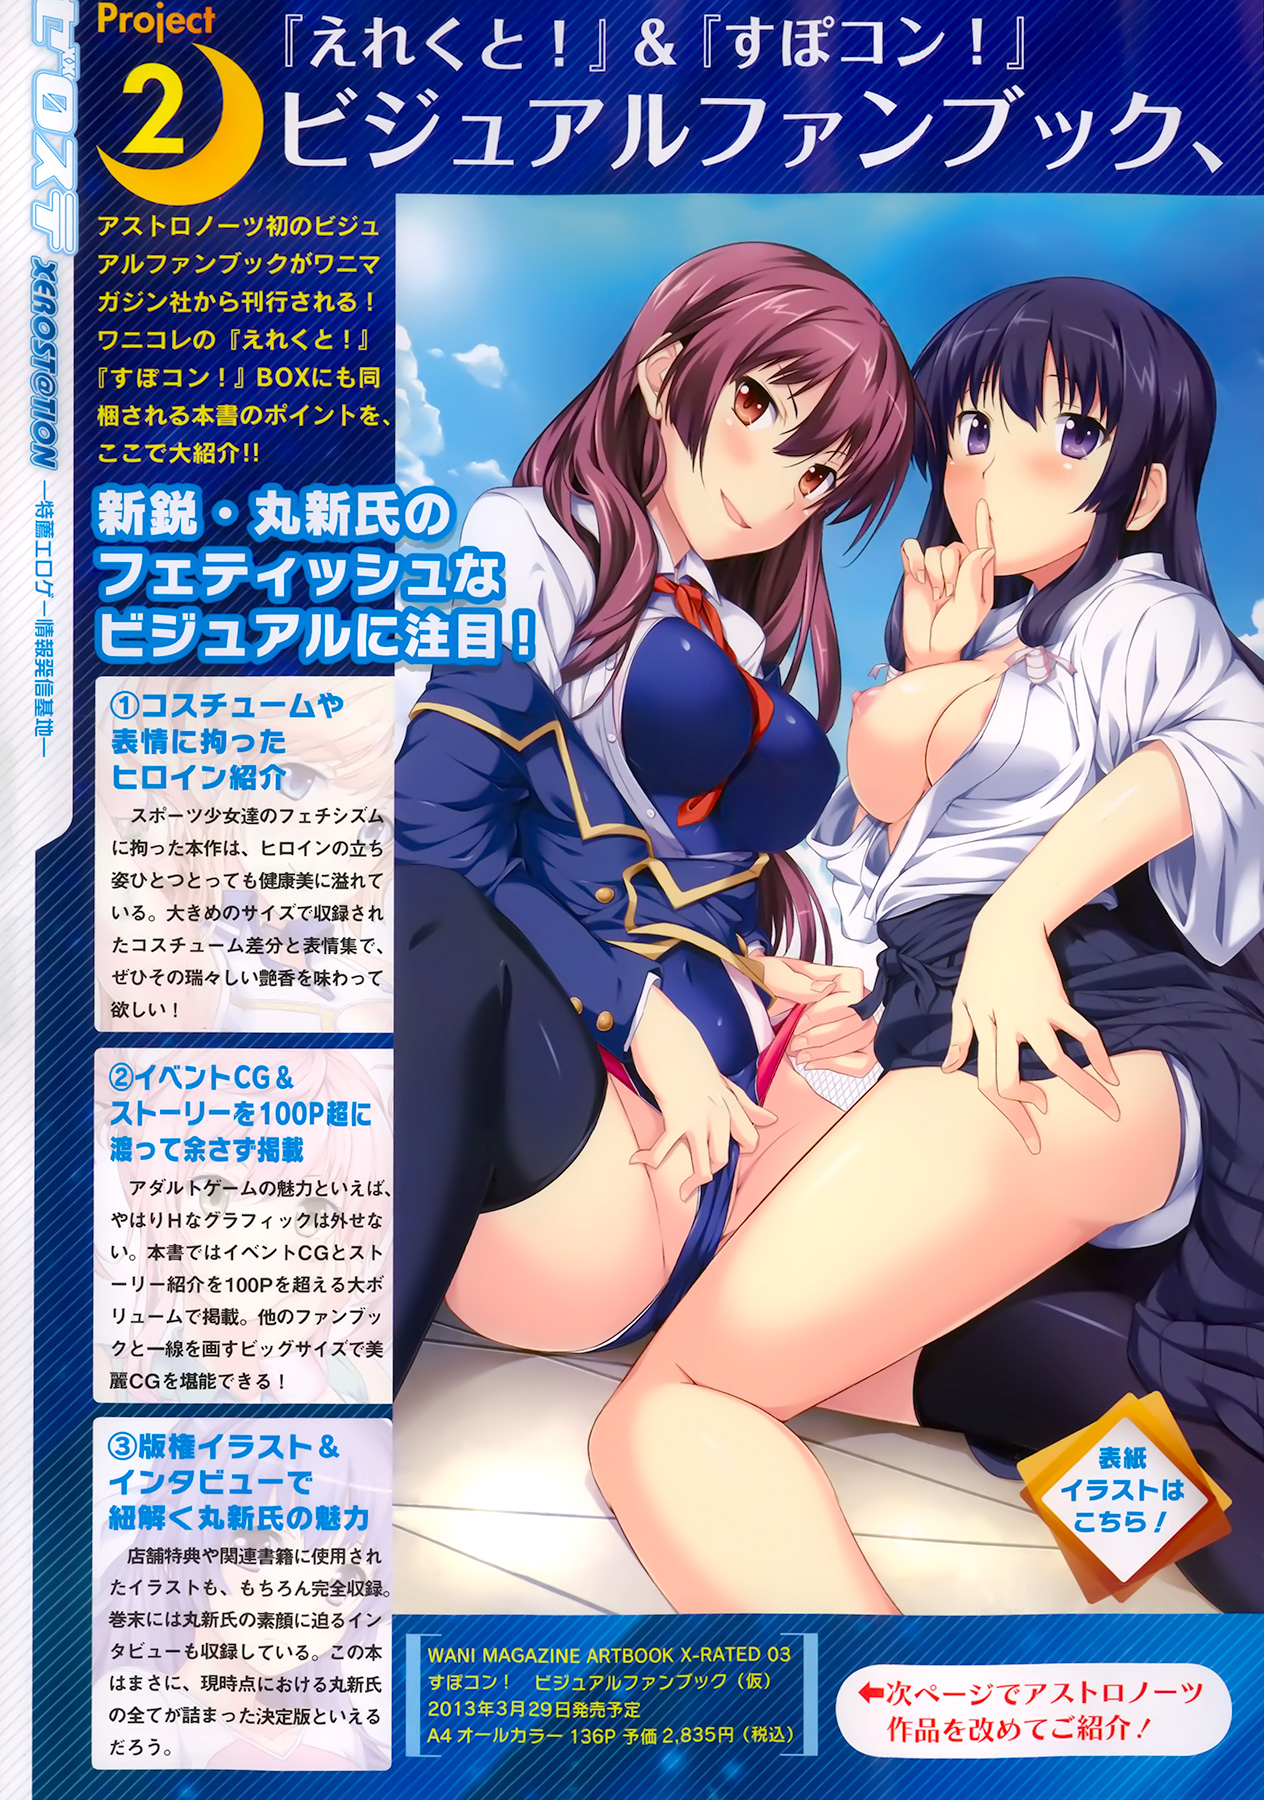 ゼロステ
XEROST@TION
―特薦エロゲー情報発信基地―
Project
2
『えれくと！』&『すぽコン！』
ビジュアルファンブック、
アストロノーツ初のビジュ
アルファンブックがワニマ
ガジン社から刊行される！
ワニコレの『えれくと！』
『すぽコン！』BOXにも同
梱される本書のポイントを、
ここで大紹介!!
新鋭・丸新氏の
フェティッシュな
ビジュアルに注目！
①コスチュームや
表情に拘った
ヒロイン紹介
スポーツ少女達のフェチシズム
に拘った本作は、ヒロインの立ち
姿ひとつとっても健康美に溢れて
いる。大きめのサイズで収録され
たコスチューム差分と表情集で、
ぜひその瑞々しい艶香を味わって
欲しい！
②イベントCG＆
ストーリーを100P超に
渡って余さず掲載
アダルトゲームの魅力といえば、
やはりHなグラフィックは外せな
い。本書ではイベントCGとスト
ーリー紹介を100Pを超える大ボ
リュームで掲載。他のファンブッ
クと一線を画すビッグサイズで美
麗CGを堪能できる！
③版権イラスト＆
インタビューで
紐解く丸新氏の魅力
店舗特典や関連書籍に使用され
たイラストも、もちろん完全収録。
巻末には丸新氏の素顔に迫るイン
タビューも収録している。この本
はまさに、現時点における丸新氏
の全てが詰まった決定版といえる
だろう。
表紙
イラストは
こちら！
WANI MAGAZINE ARTBOOK X-RATED 03
すぽコン！　ビジュアルファンブック（仮）
2013年3月29日発売予定
A4 オールカラー 136P 予価 2,835円（税込）
⬅次ページでアストロノーツ
作品を改めてご紹介！